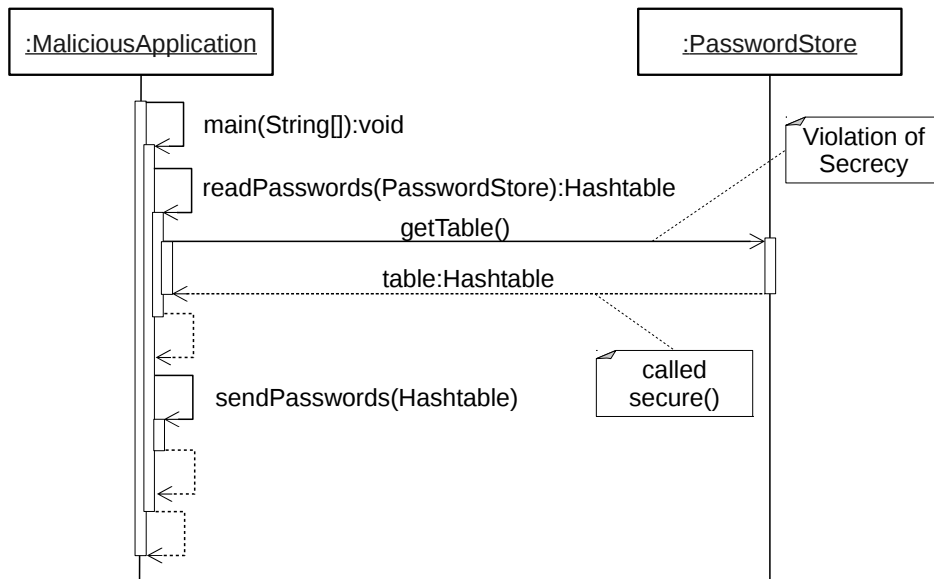 :MaliciousApplication
:PasswordStore
main(String[]):void
Violation of
Secrecy
readPasswords(PasswordStore):Hashtable
getTable()
table:Hashtable
called
secure()
sendPasswords(Hashtable)